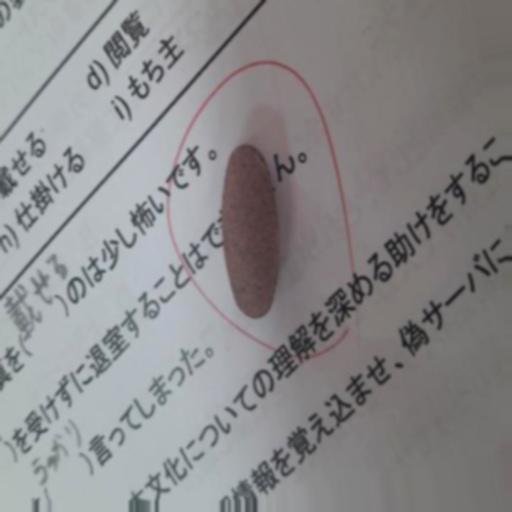 d) 閲覧
載せる
i) もち主
h) 仕掛ける
載せる
)のは少し怖いです。
を受けずに退室することはで ん。
うっかり
)言ってしまった。
文化についての理解を深める助けをするこ
情報を覚え込ませ、偽サーバに